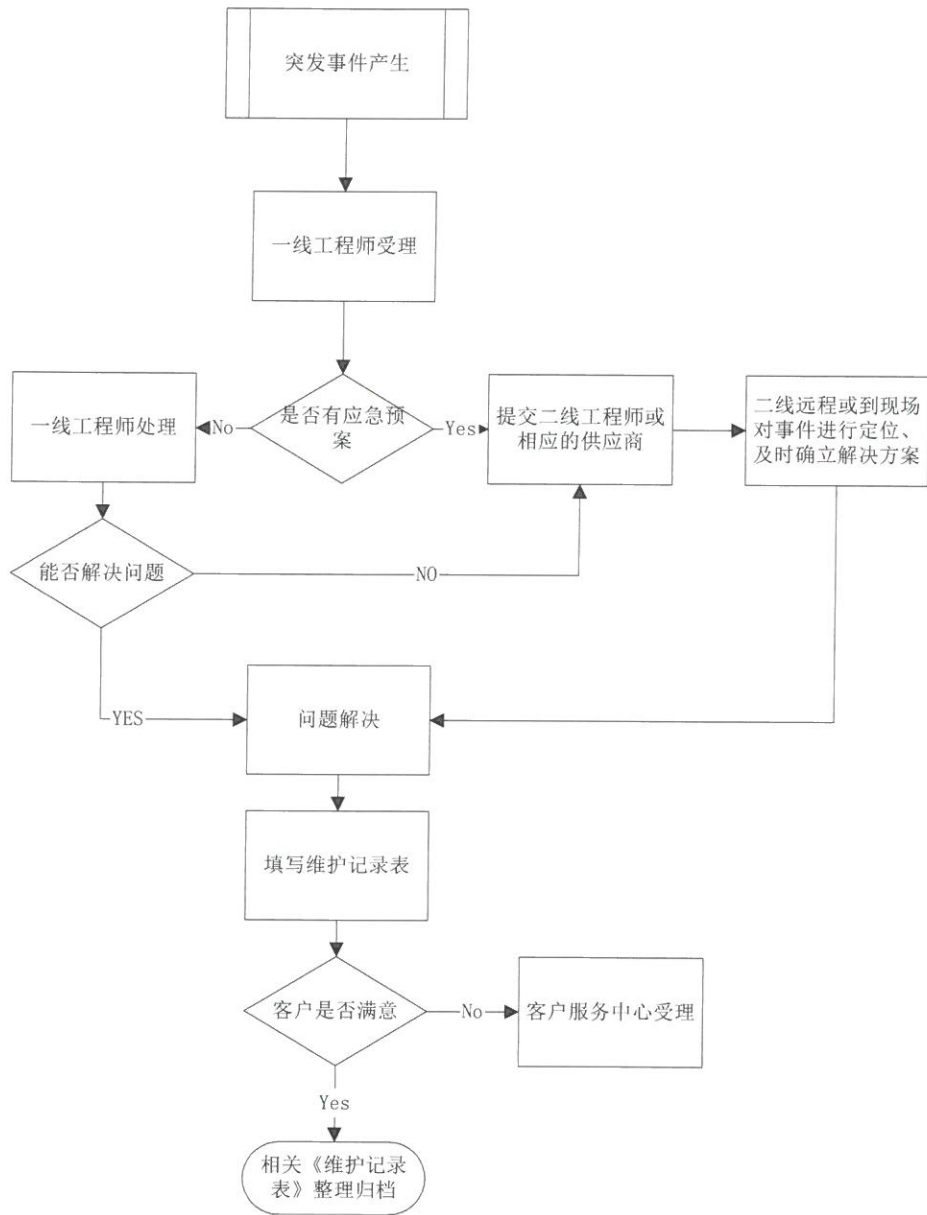 突发事件产生
一线工程师受理
一线工程师处理
No
是否有应急预
案
Yes
提交二线工程师或
相应的供应商
二线远程或到现场
对事件进行定位、
及时确立解决方案
能否解决问题
NO
YES
问题解决
填写维护记录表
客户是否满意
No
客户服务中心受理
Yes
相关《维护记录
表》整理归档